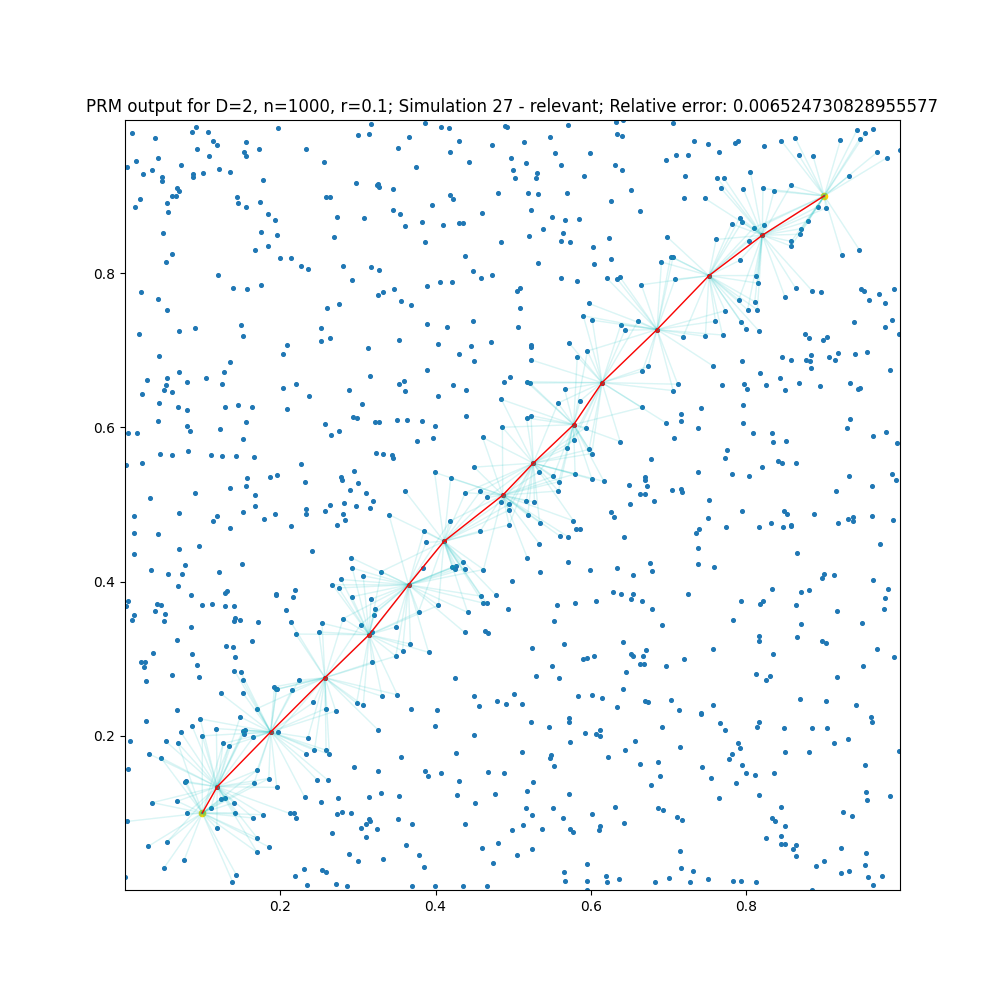 PRM output for D=2, n=1000, r=0.1; Simulation 27 - relevant; Relative error: 0.006524730828955577
0.8
0.6
0.4
0.2
0.2 0.4 0.6 0.8